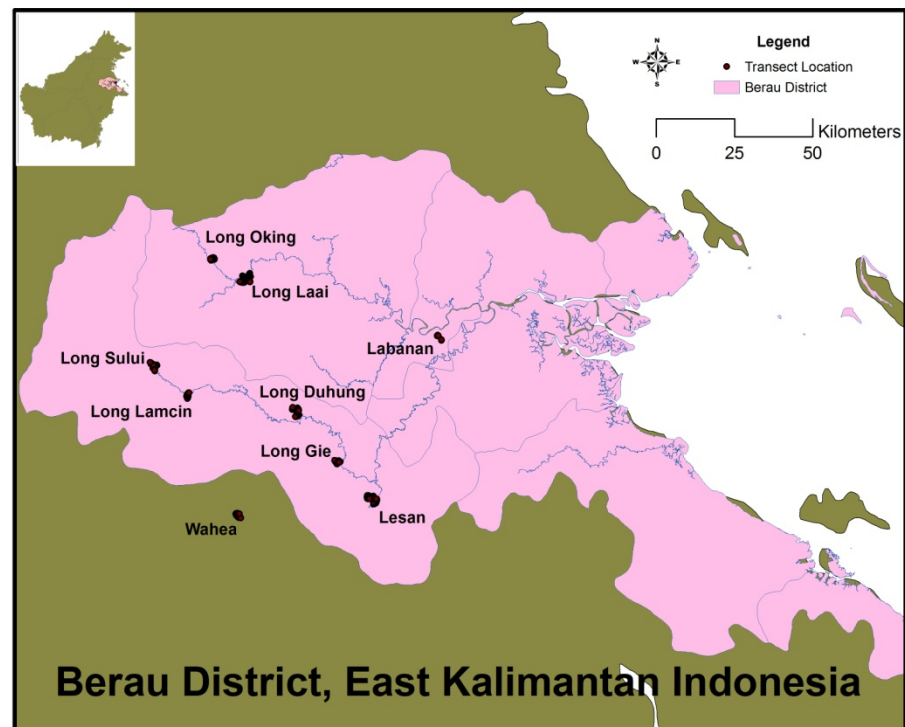 N
W E
S
Legend
Transect Location
Berau District
Kilometers
0 25 50
Long Oking
Long Laai
Labanan
Long Sului
Long Lamcin
Long Duhung
Long Gie
Lesan
Wahea
Berau District, East Kalimantan Indonesia